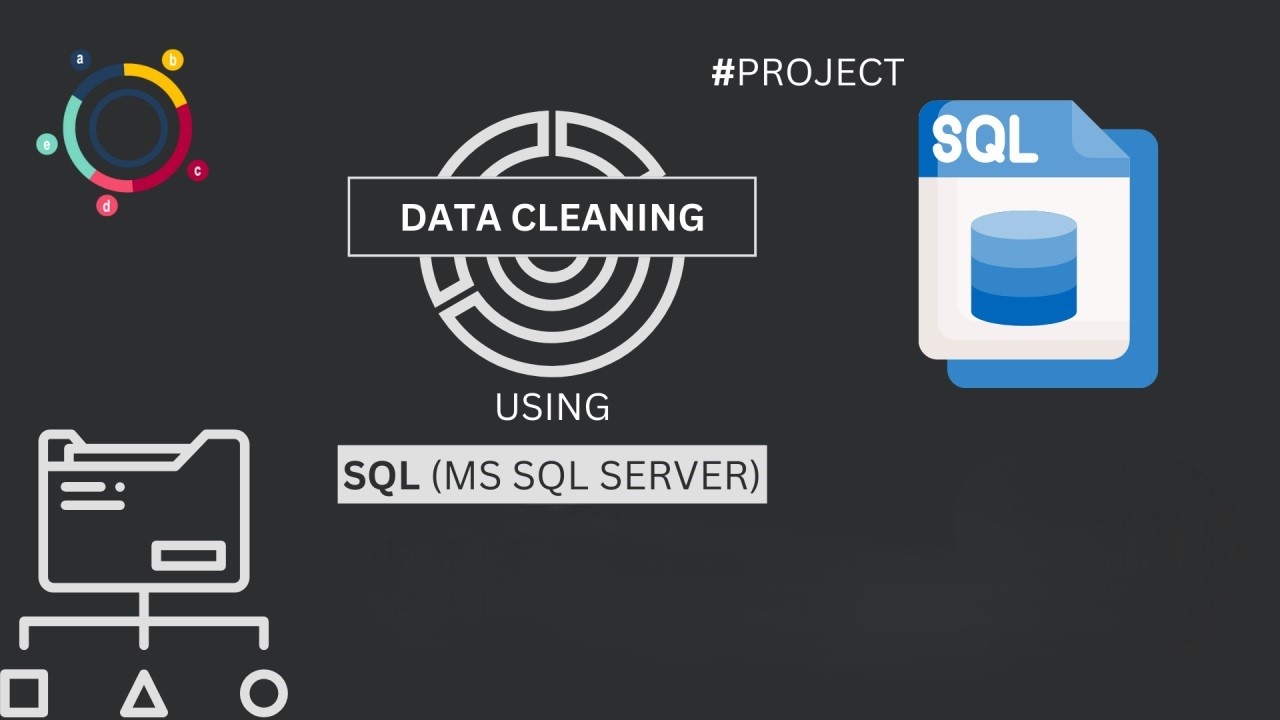 #PROJECT
SQL
a
b
c
d
e
DATA CLEANING
USING
SQL (MS SQL SERVER)